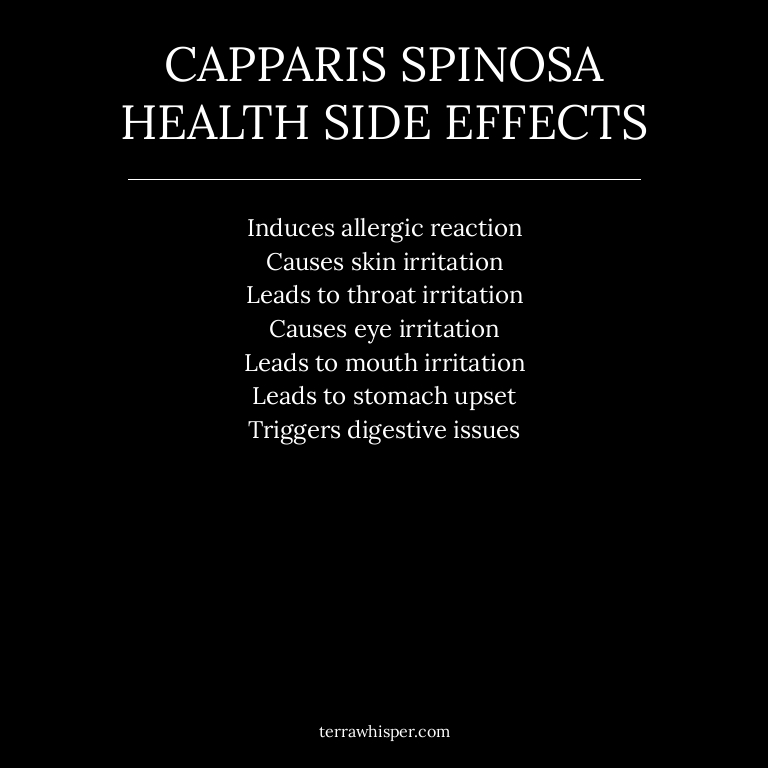 CAPPARIS SPINOSA
HEALTH SIDE EFFECTS
Induces allergic reaction
Causes skin irritation
Leads to throat irritation
Causes eye irritation
Leads to mouth irritation
Leads to stomach upset
Triggers digestive issues
terrawhisper.com